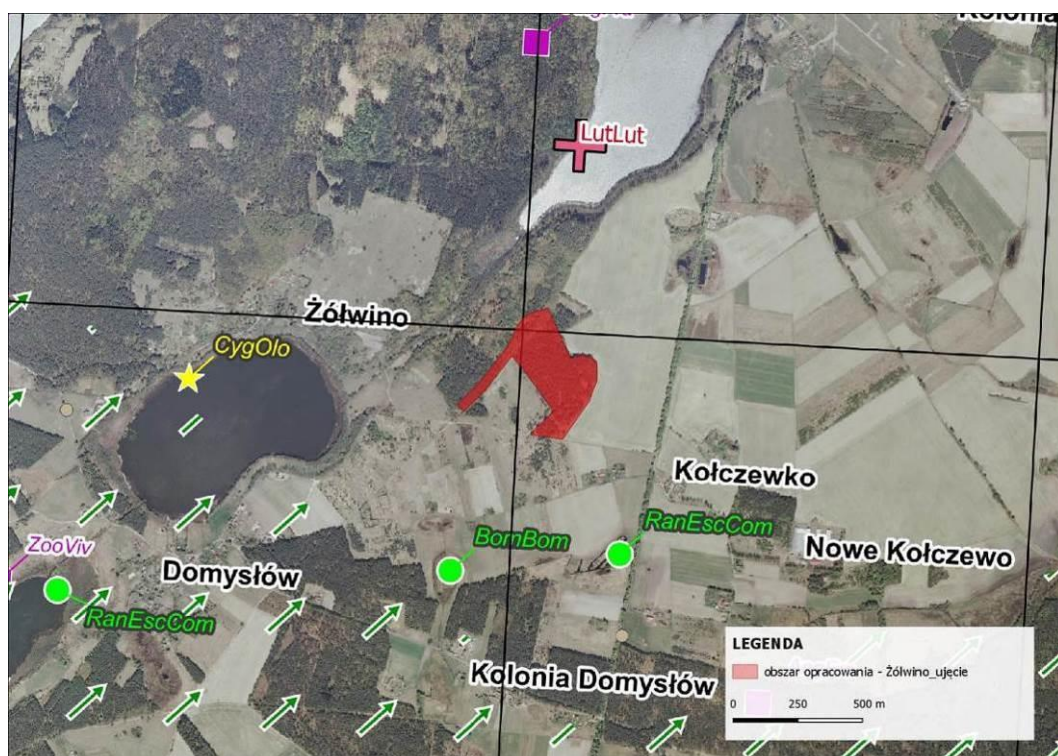 LutLut
Żółwino
CygOlo
Kołczewko
RanEscCom
BomBom
Nowe Kołczewo
ZooViv
Domysłów
RanEscCom
Kolonia Domysłów
LEGENDA
obszar opracowania - Żółwino_ujęcie
0 250 500 m